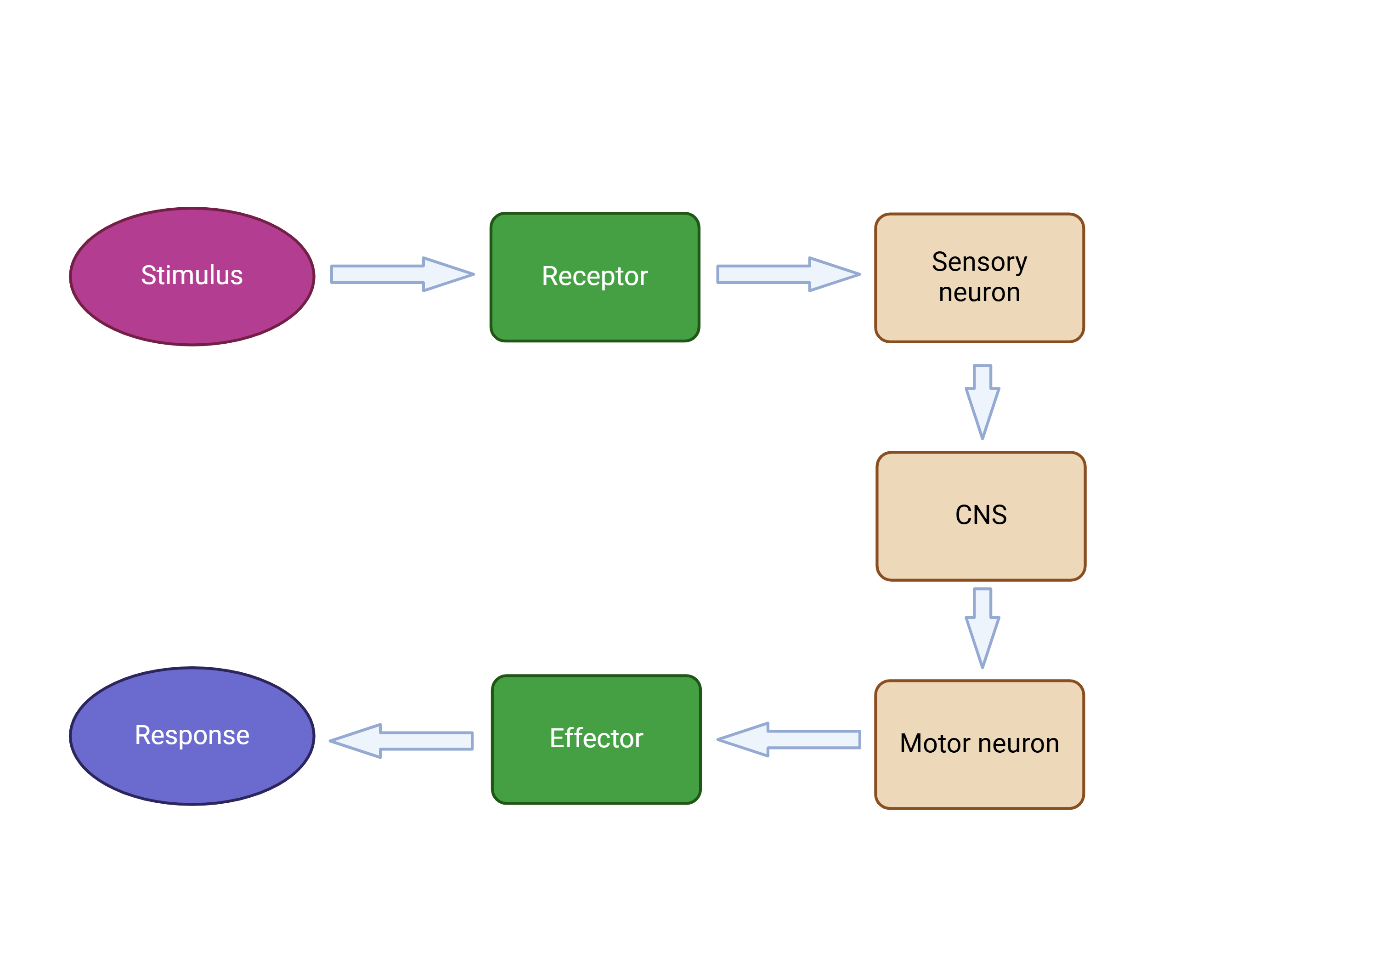 Stimulus
Receptor
Sensory
neuron
CNS
Motor neuron
Effector
Response